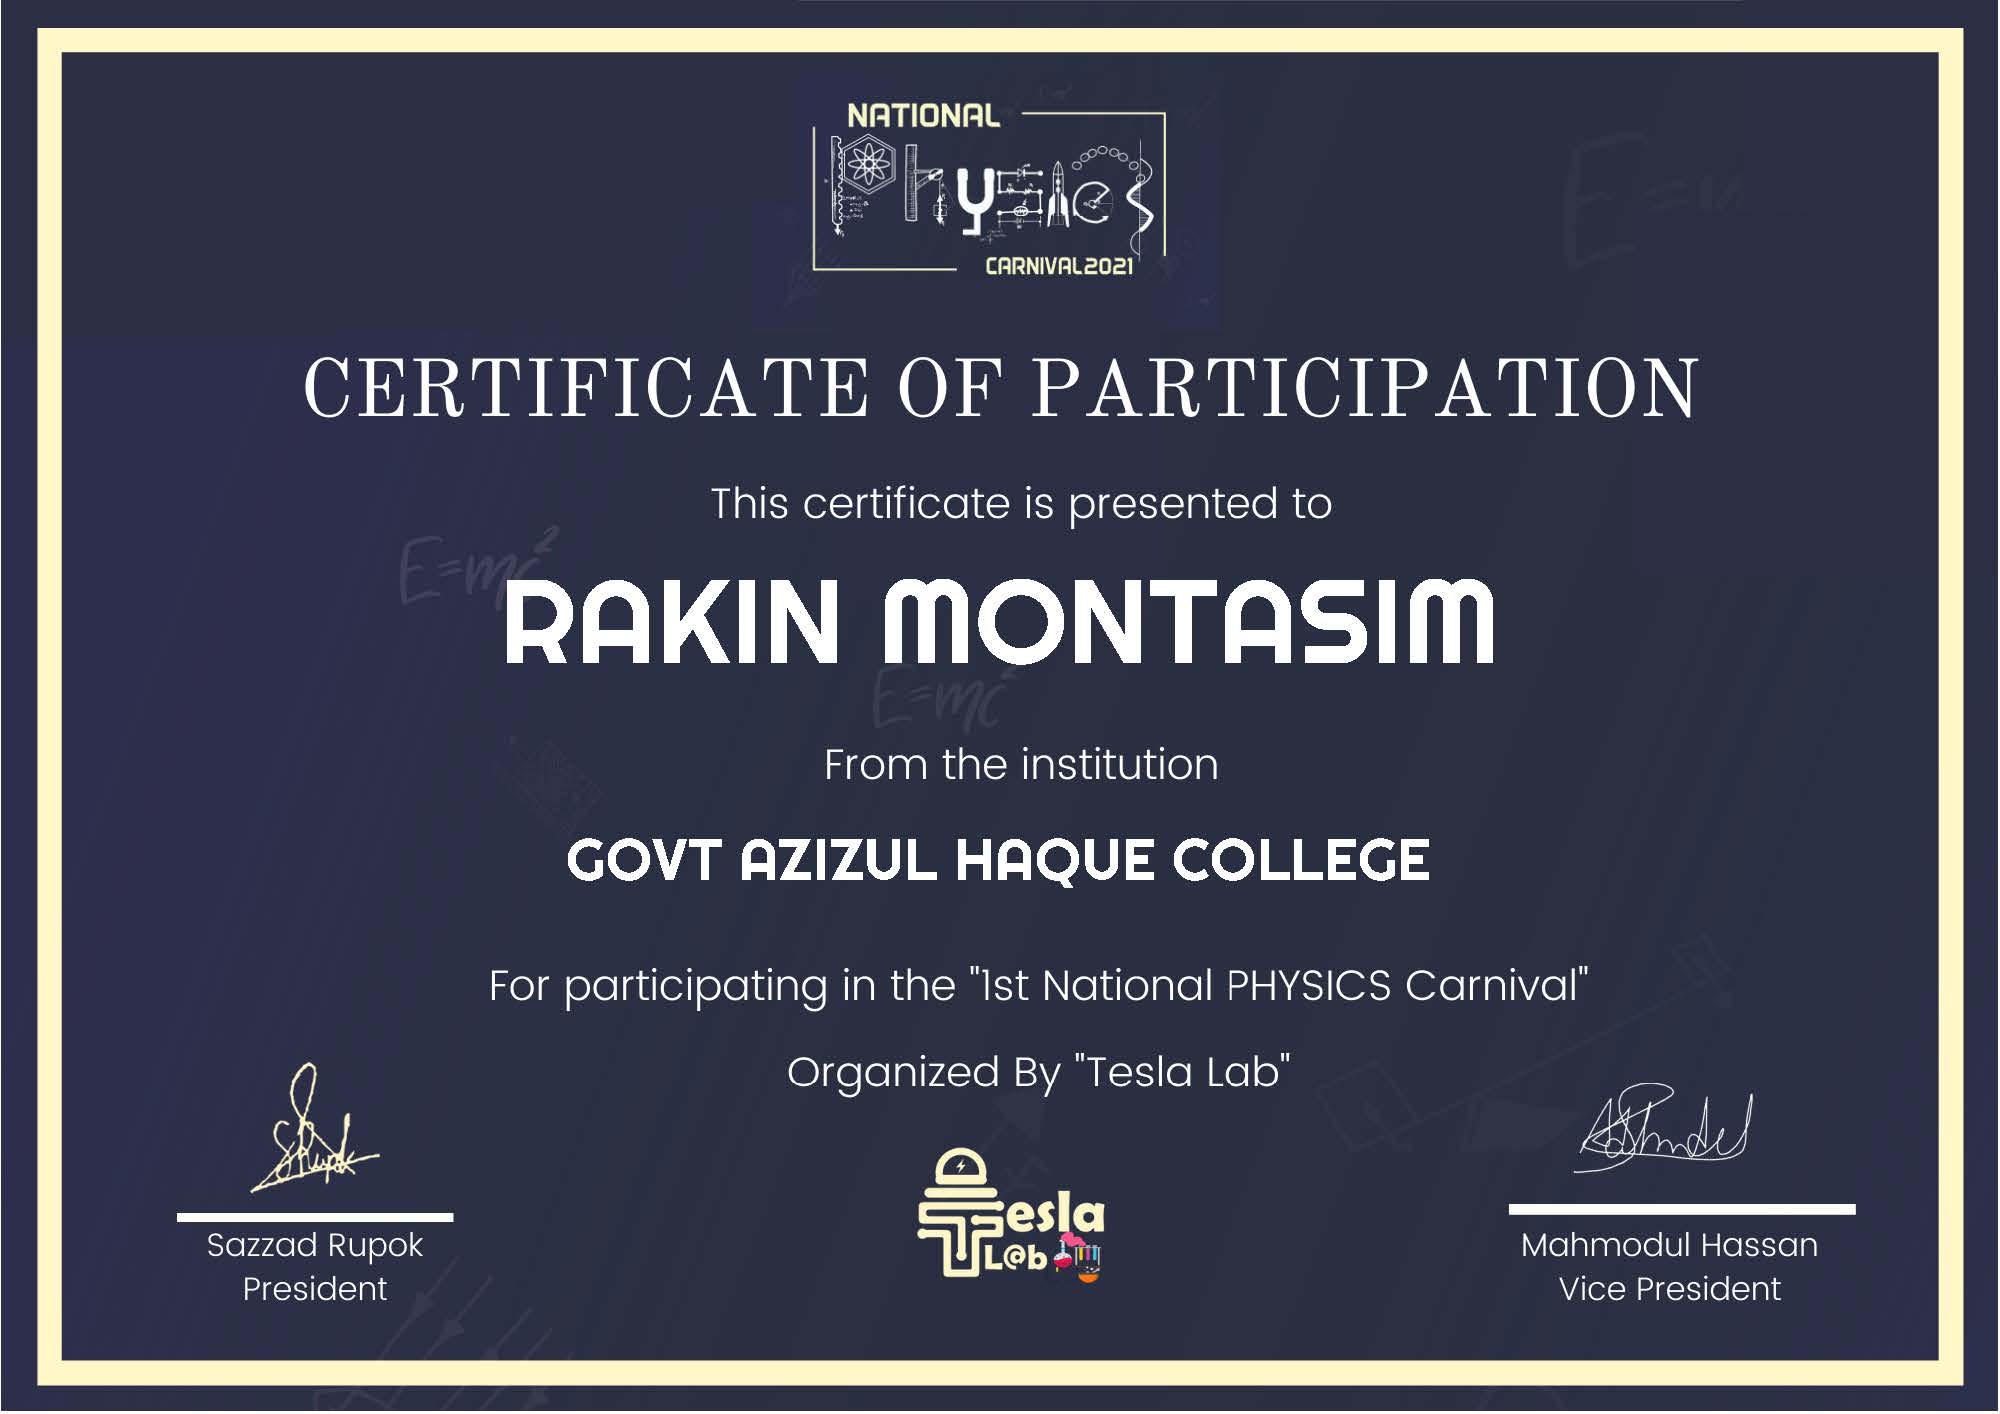 NATIONAL
Physics
CARNIVAL2021
E=m
CERTIFICATE OF PARTICIPATION
This certificate is presented to
E=mc²
RAKIN MONTASIM
E=mc²
From the institution
GOVT AZIZUL HAQUE COLLEGE
For participating in the "1st National PHYSICS Carnival"
Organized By "Tesla Lab"
Tesla
L@b
Sazzad Rupok
President
Mahmodul Hassan
Vice President